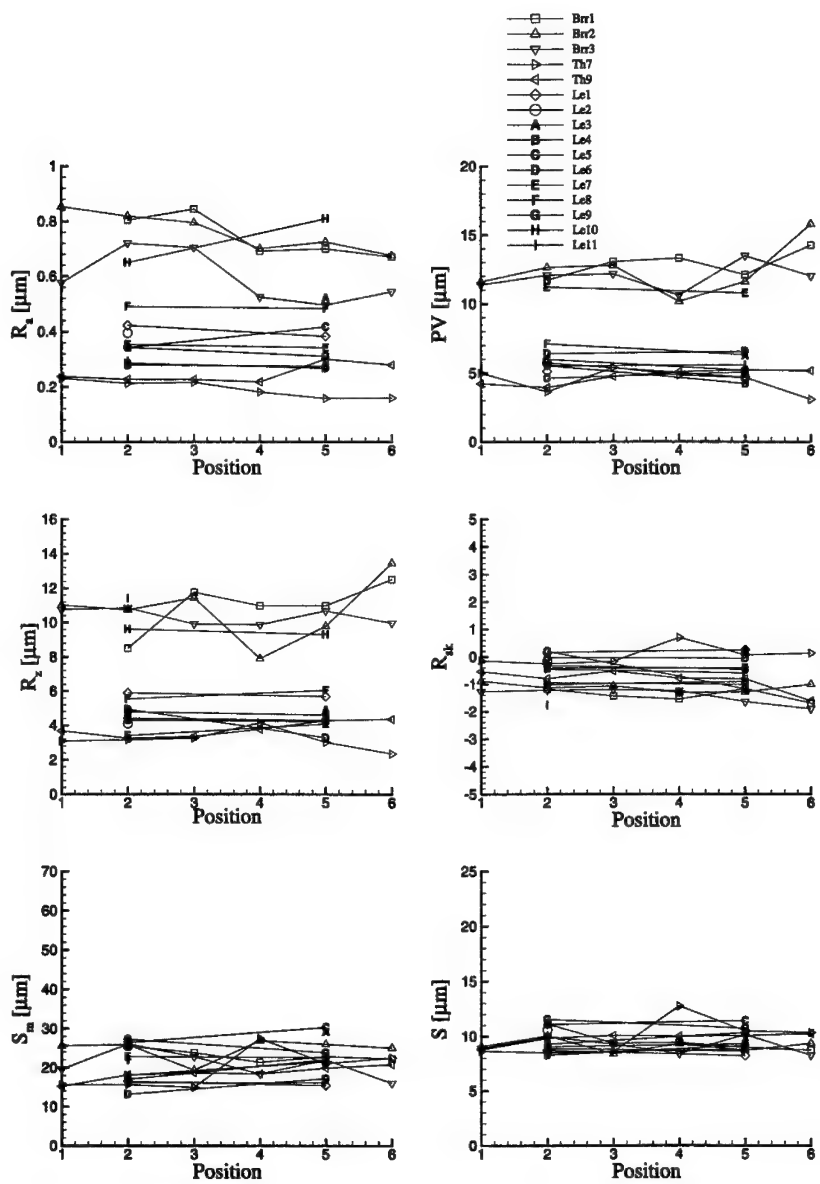 Brr1
Brr2
Brr3
Th7
Th9
Le1
Le2
A Le3
B Le4
C Le5
D Le6
E Le7
F Le8
G Le9
H Le10
I Le11
1
0.8
0.6
0.4
0.2
0
Ra [μm]
1 2 3 4 5 6
Position
20
15
10
5
0
PV [μm]
1 2 3 4 5 6
Position
16
14
12
10
8
6
4
2
0
Rz [μm]
1 2 3 4 5 6
Position
5
4
3
2
1
0
-1
-2
-3
-4
-5
Rsk
1 2 3 4 5 6
Position
70
60
50
40
30
20
10
0
Sm [μm]
1 2 3 4 5 6
Position
25
20
15
10
5
0
S [μm]
1 2 3 4 5 6
Position